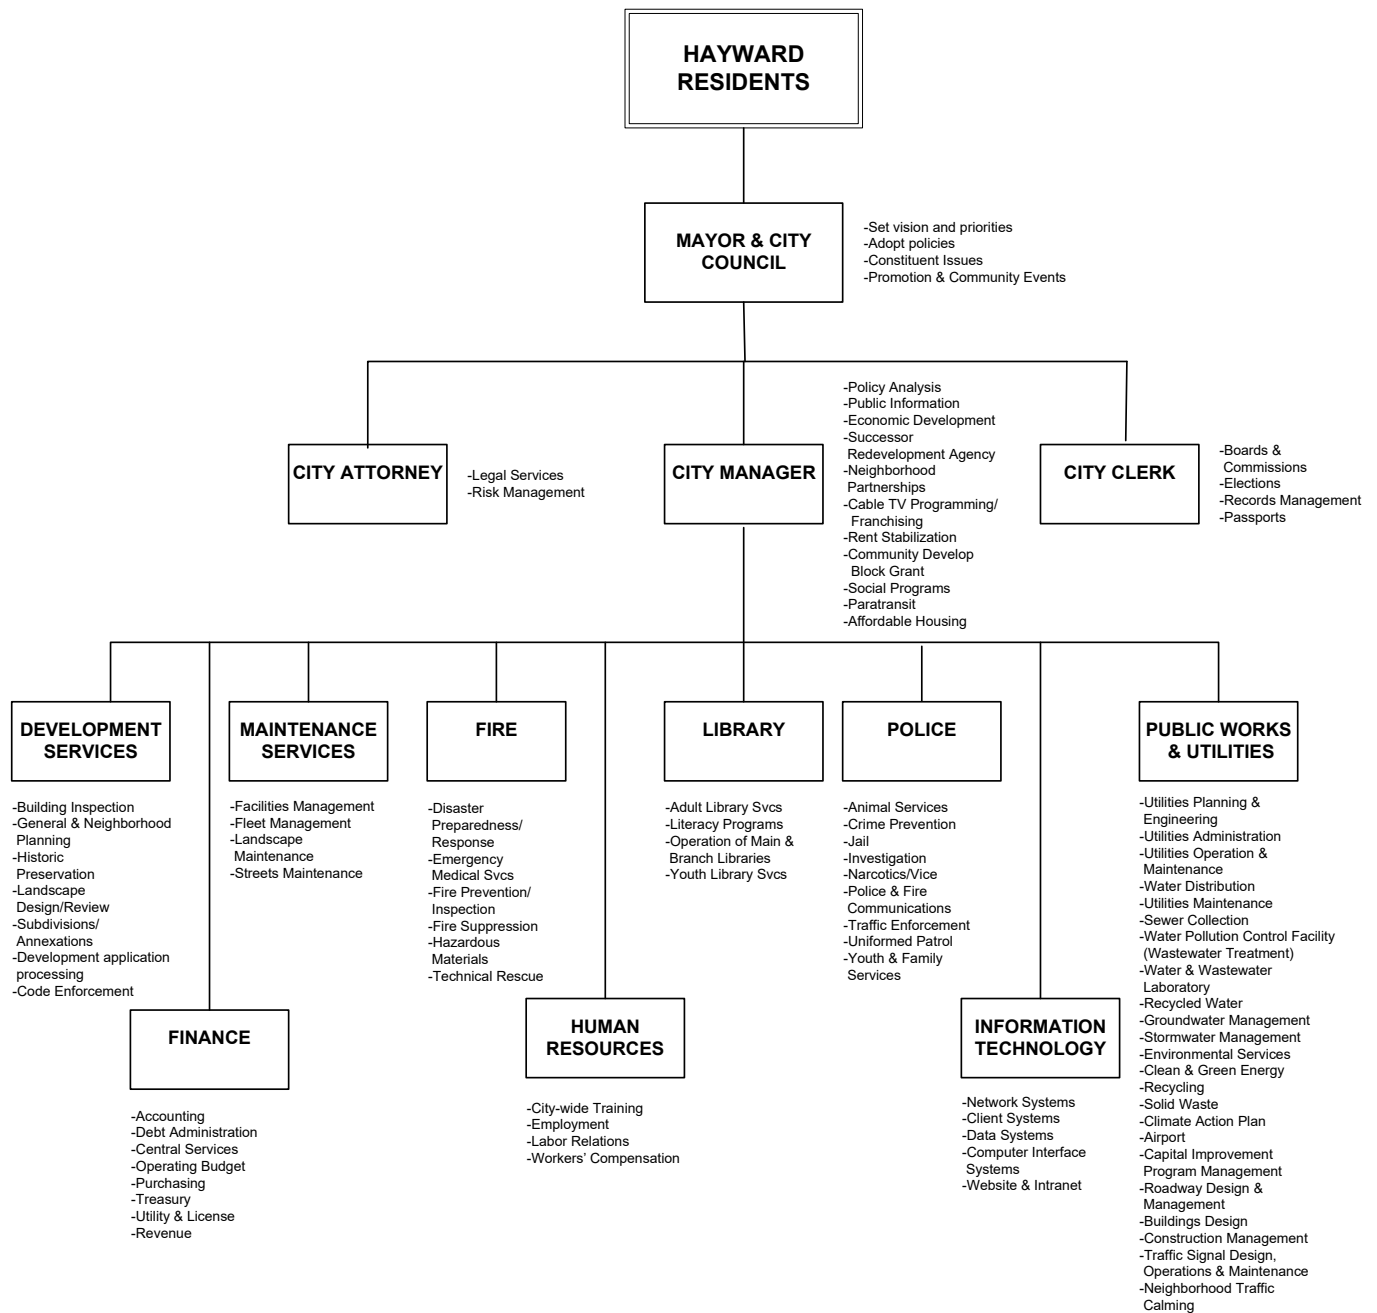 HAYWARD
RESIDENTS
MAYOR & CITY
COUNCIL
-Set vision and priorities
-Adopt policies
-Constituent Issues
-Promotion & Community Events
CITY ATTORNEY
-Legal Services
-Risk Management
CITY MANAGER
-Policy Analysis
-Public Information
-Economic Development
-Successor
Redevelopment Agency
-Neighborhood
Partnerships
-Cable TV Programming/
Franchising
-Rent Stabilization
-Community Develop
Block Grant
-Social Programs
-Paratransit
-Affordable Housing
CITY CLERK
-Boards &
Commissions
-Elections
-Records Management
-Passports
DEVELOPMENT
SERVICES
-Building Inspection
-General & Neighborhood
Planning
-Historic
Preservation
-Landscape
Design/Review
-Subdivisions/
Annexations
-Development application
processing
-Code Enforcement
MAINTENANCE
SERVICES
-Facilities Management
-Fleet Management
-Landscape
Maintenance
-Streets Maintenance
FIRE
-Disaster
Preparedness/
Response
-Emergency
Medical Svcs
-Fire Prevention/
Inspection
-Fire Suppression
-Hazardous
Materials
-Technical Rescue
LIBRARY
-Adult Library Svcs
-Literacy Programs
-Operation of Main &
Branch Libraries
-Youth Library Svcs
POLICE
-Animal Services
-Crime Prevention
-Jail
-Investigation
-Narcotics/Vice
-Police & Fire
Communications
-Traffic Enforcement
-Uniformed Patrol
-Youth & Family
Services
PUBLIC WORKS
& UTILITIES
-Utilities Planning &
Engineering
-Utilities Administration
-Utilities Operation &
Maintenance
-Water Distribution
-Utilities Maintenance
-Sewer Collection
-Water Pollution Control Facility
(Wastewater Treatment)
-Water & Wastewater
Laboratory
-Recycled Water
-Groundwater Management
-Stormwater Management
-Environmental Services
-Clean & Green Energy
-Recycling
-Solid Waste
-Climate Action Plan
-Airport
-Capital Improvement
Program Management
-Roadway Design &
Management
-Buildings Design
-Construction Management
-Traffic Signal Design,
Operations & Maintenance
-Neighborhood Traffic
Calming
FINANCE
-Accounting
-Debt Administration
-Central Services
-Operating Budget
-Purchasing
-Treasury
-Utility & License
-Revenue
HUMAN
RESOURCES
-City-wide Training
-Employment
-Labor Relations
-Workers’ Compensation
INFORMATION
TECHNOLOGY
-Network Systems
-Client Systems
-Data Systems
-Computer Interface
Systems
-Website & Intranet